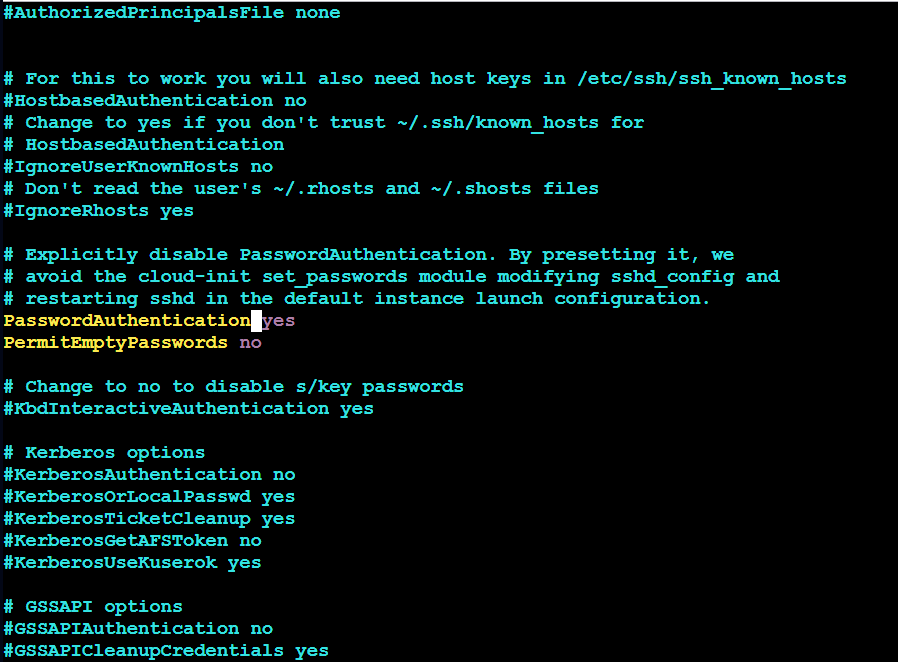 #AuthorizedPrincipalsFile none
# For this to work you will also need host keys in /etc/ssh/ssh_known_hosts
#HostbasedAuthentication no
# Change to yes if you don't trust ~/.ssh/known_hosts for
# HostbasedAuthentication
#IgnoreUserKnownHosts no
# Don't read the user's ~/.rhosts and ~/.shosts files
#IgnoreRhosts yes
# Explicitly disable PasswordAuthentication. By presetting it, we
# avoid the cloud-init set_passwords module modifying sshd_config and
# restarting sshd in the default instance launch configuration.
PasswordAuthentication yes
PermitEmptyPasswords no
# Change to no to disable s/key passwords
#KbdInteractiveAuthentication yes
# Kerberos options
#KerberosAuthentication no
#KerberosOrLocalPasswd yes
#KerberosTicketCleanup yes
#KerberosGetAFSToken no
#KerberosUseKuserok yes
# GSSAPI options
#GSSAPIAuthentication no
#GSSAPICleanupCredentials yes